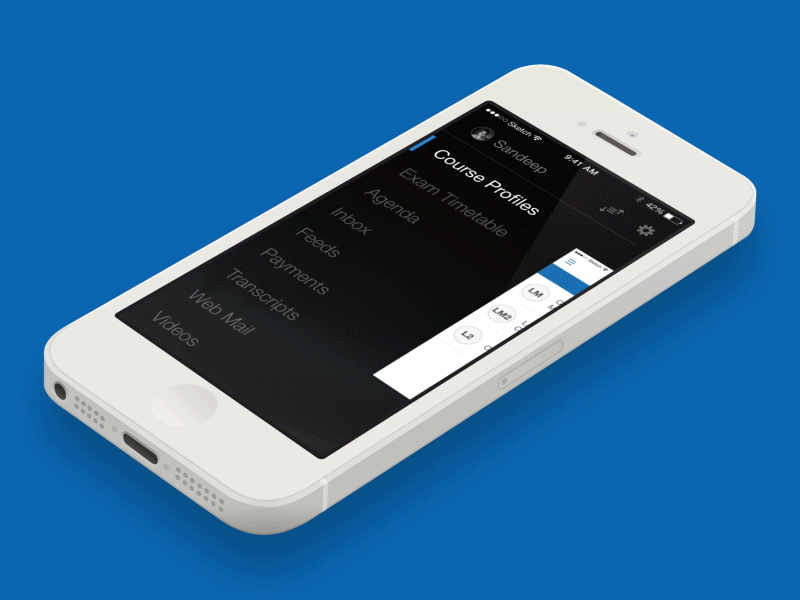 Sketch
9:41 AM
42%
Sandeep
Course Profiles
Exam Timetable
Agenda
Inbox
Feeds
Payments
Transcripts
Web Mail
Videos
Sketch
LM
LM2
L2